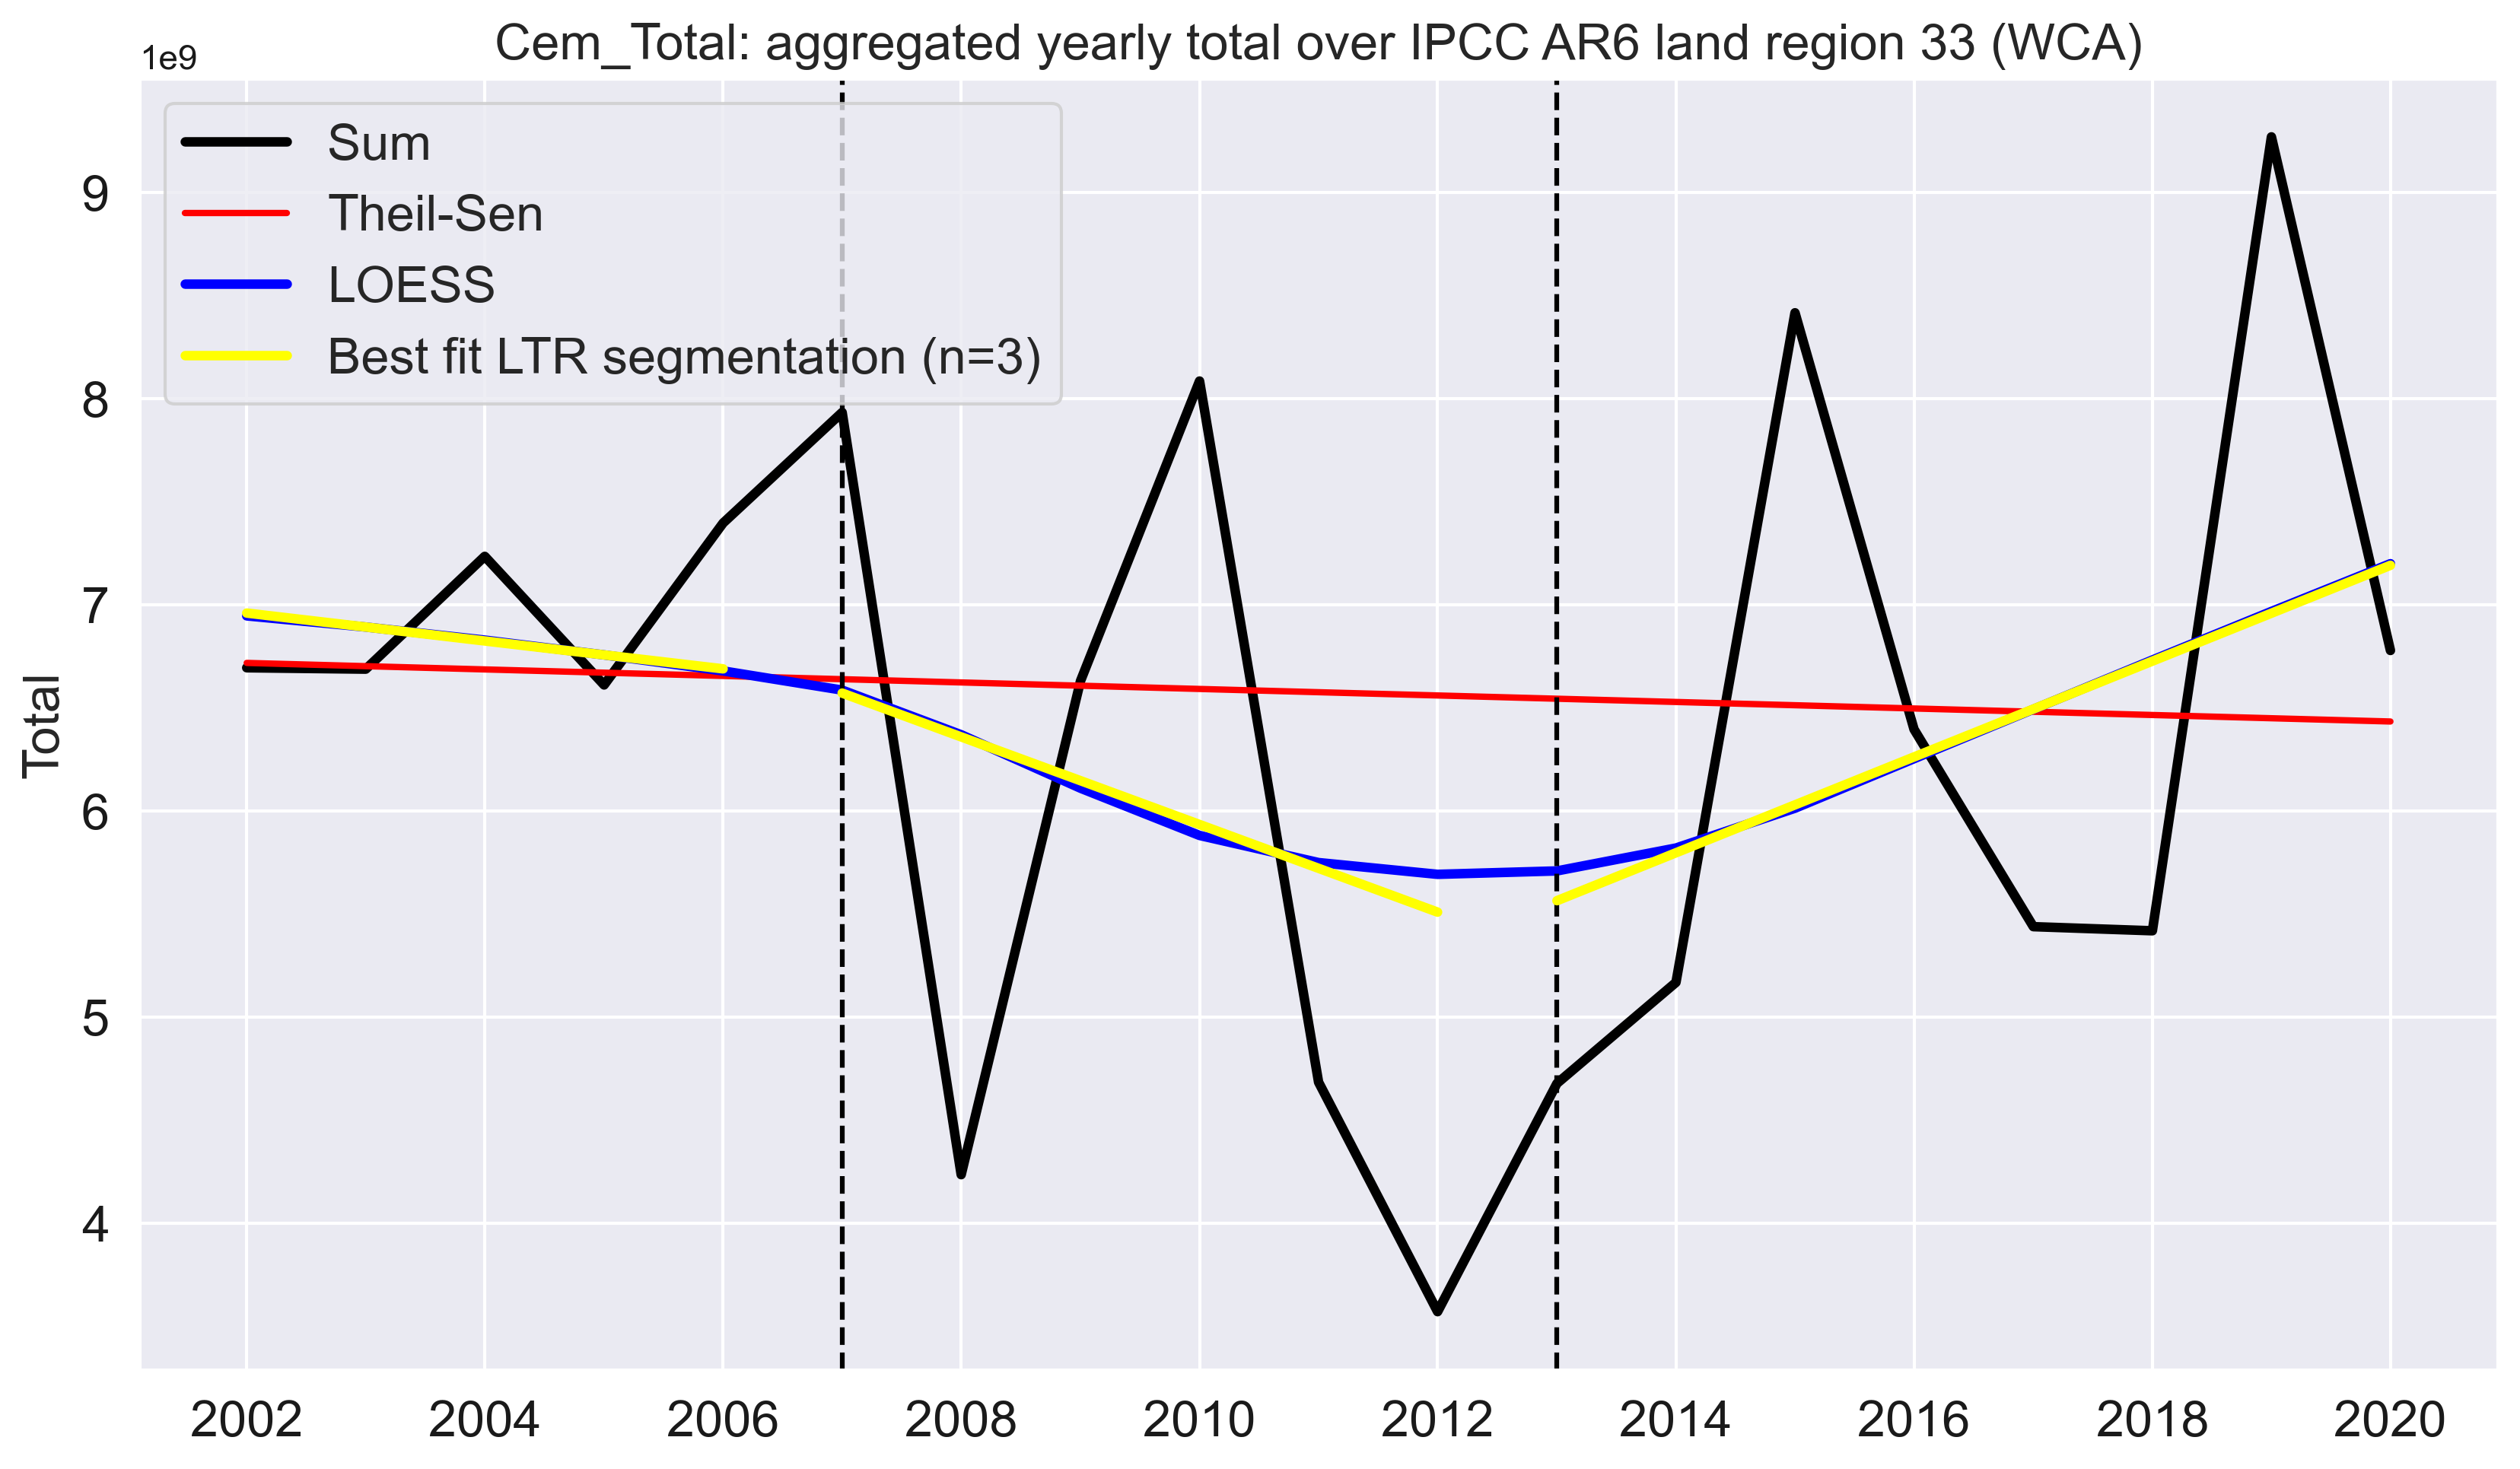 Cem_Total: aggregated yearly total over IPCC AR6 land region 33 (WCA)
1e9
Sum
Theil-Sen
LOESS
Best fit LTR segmentation (n=3)
9
8
7
6
5
4
Total
2002 2004 2006 2008 2010 2012 2014 2016 2018 2020